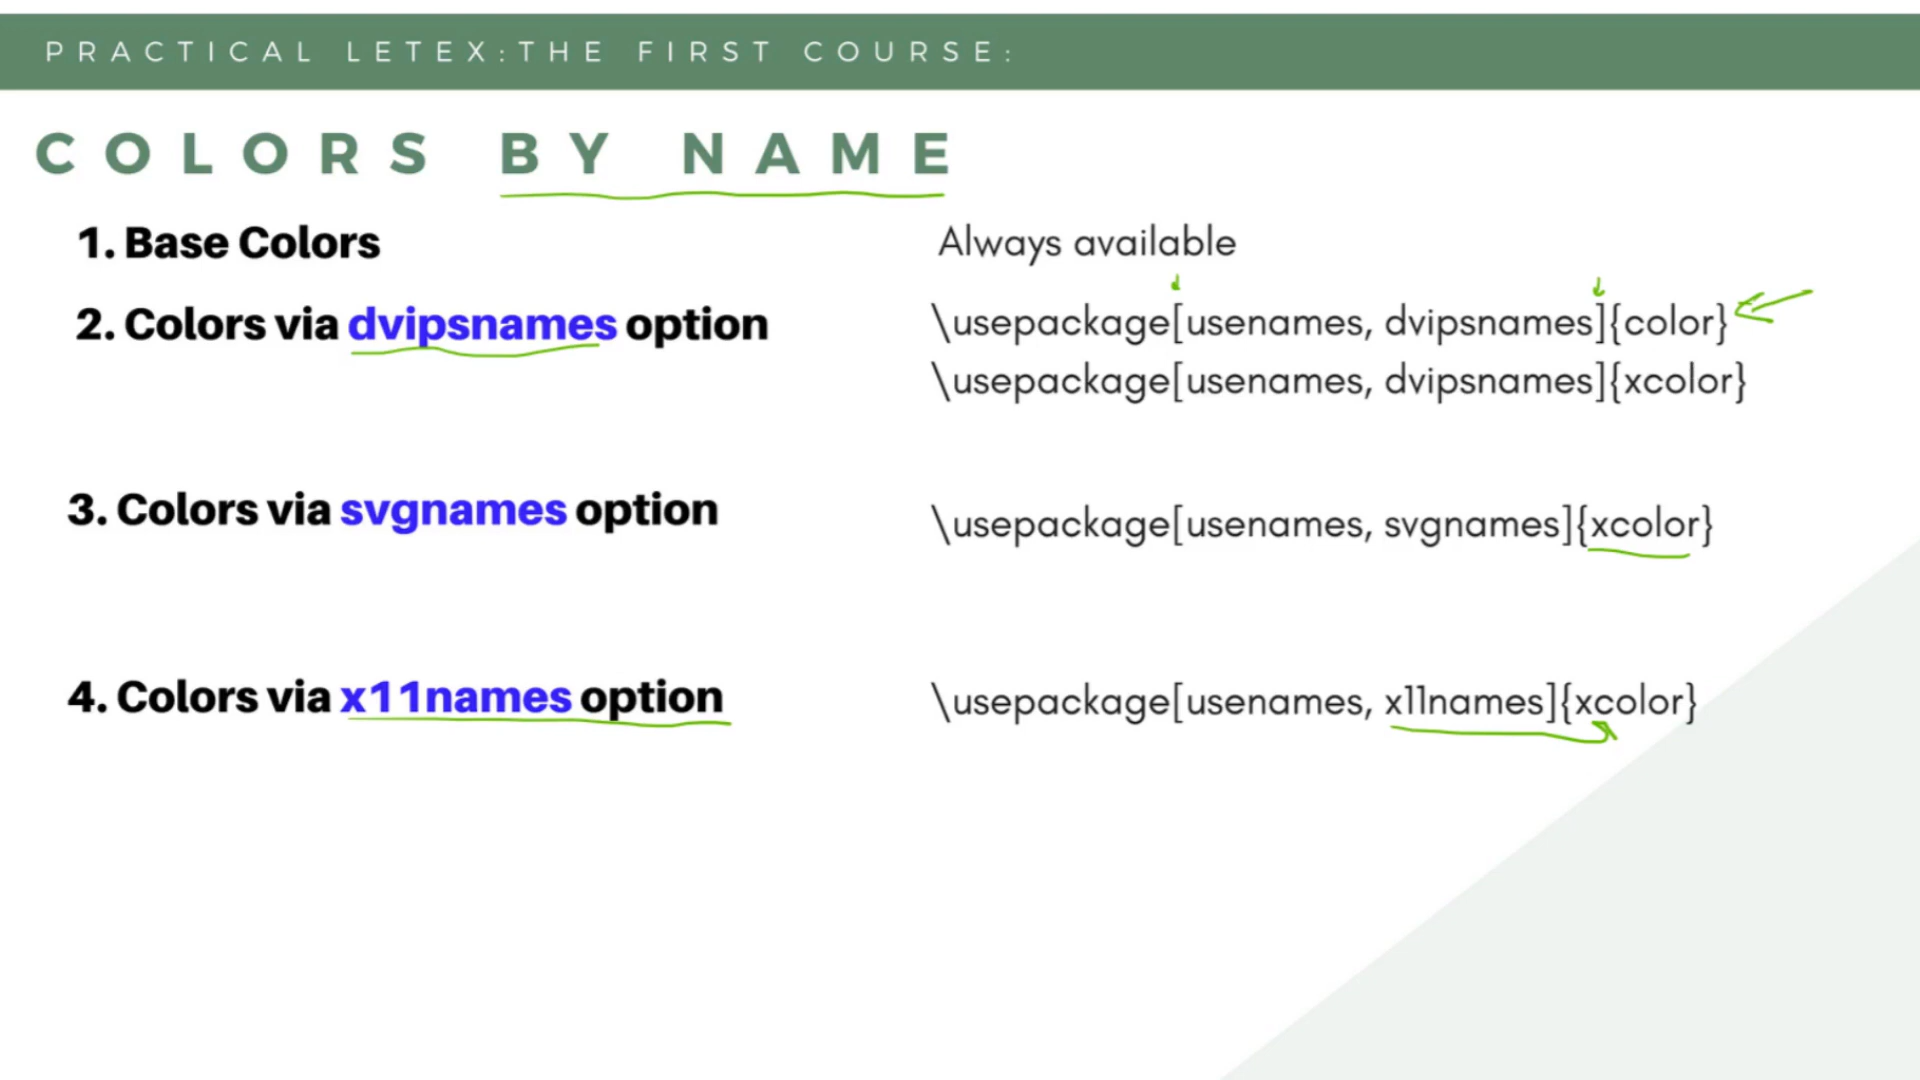 PRACTICAL LETEX:THE FIRST COURSE:
COLORS BY NAME
1. Base Colors
Always available
2. Colors via dvipsnames option
\usepackage[usenames, dvipsnames]{color}
\usepackage[usenames, dvipsnames]{xcolor}
3. Colors via svgnames option
\usepackage[usenames, svgnames]{xcolor}
4. Colors via x11names option
\usepackage[usenames, x11names]{xcolor}